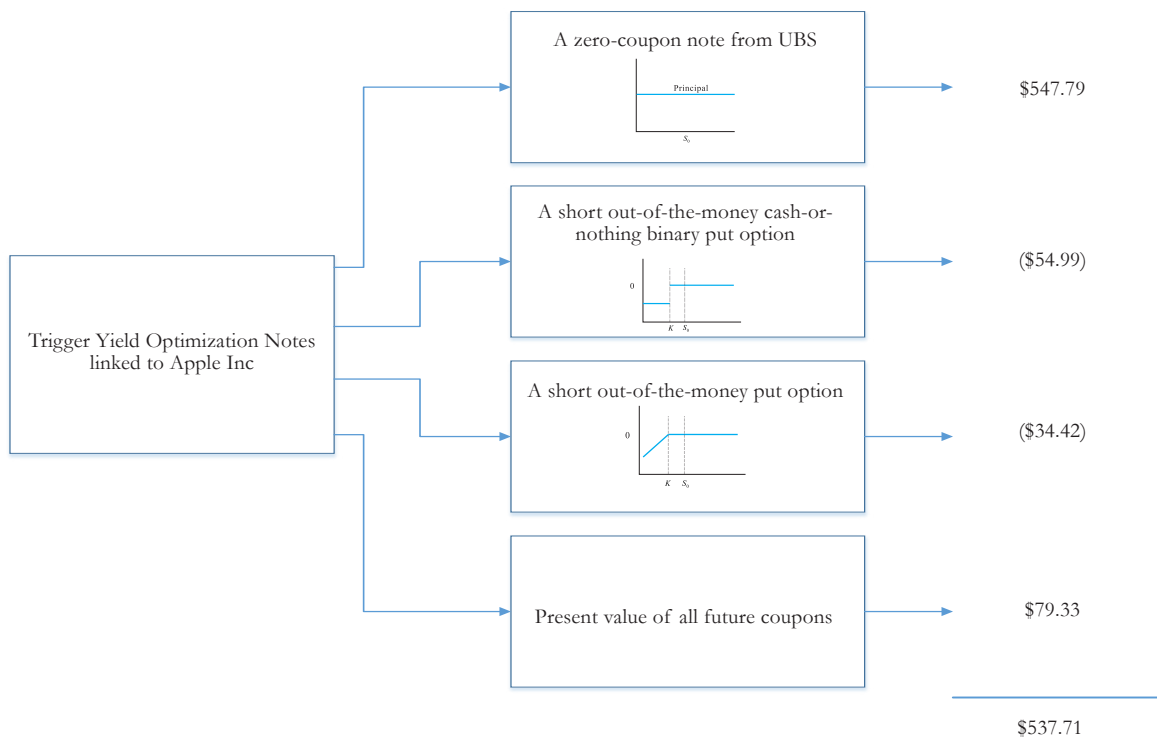 A zero-coupon note from UBS
Principal
S₀
$547.79
A short out-of-the-money cash-or-
nothing binary put option
0
K S₀
($54.99)
Trigger Yield Optimization Notes
linked to Apple Inc
A short out-of-the-money put option
0
K S₀
($34.42)
Present value of all future coupons
$79.33
$537.71